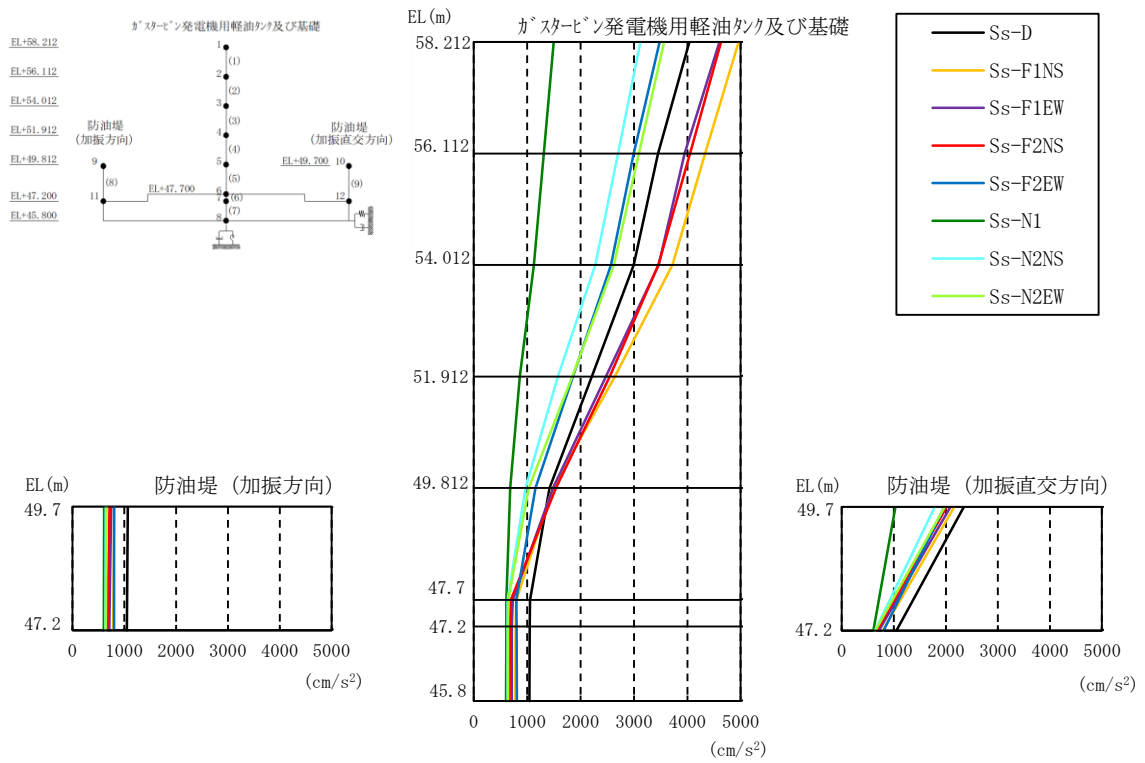 ｶﾞｽﾀｰﾋﾞﾝ発電機用軽油ﾀﾝｸ及び基礎
EL+58.212
EL+56.112
EL+54.012
EL+51.912
EL+49.812
EL+47.200
EL+45.800
1
(1)
2
(2)
3
(3)
4
(4)
5
(5)
6
(6)
7
(7)
8
防油堤
(加振方向)
9
(8)
11
EL+47.700
防油堤
(加振直交方向)
EL+49.700
10
(9)
12
EL(m)
ｶﾞｽﾀｰﾋﾞﾝ発電機用軽油ﾀﾝｸ及び基礎
58.212
56.112
54.012
51.912
49.812
47.7
47.2
45.8
0 1000 2000 3000 4000 5000
(cm/s²)
Ss-D
Ss-F1NS
Ss-F1EW
Ss-F2NS
Ss-F2EW
Ss-N1
Ss-N2NS
Ss-N2EW
EL(m)
防油堤 (加振方向)
49.7
47.2
0 1000 2000 3000 4000 5000
(cm/s²)
EL(m)
防油堤 (加振直交方向)
49.7
47.2
0 1000 2000 3000 4000 5000
(cm/s²)